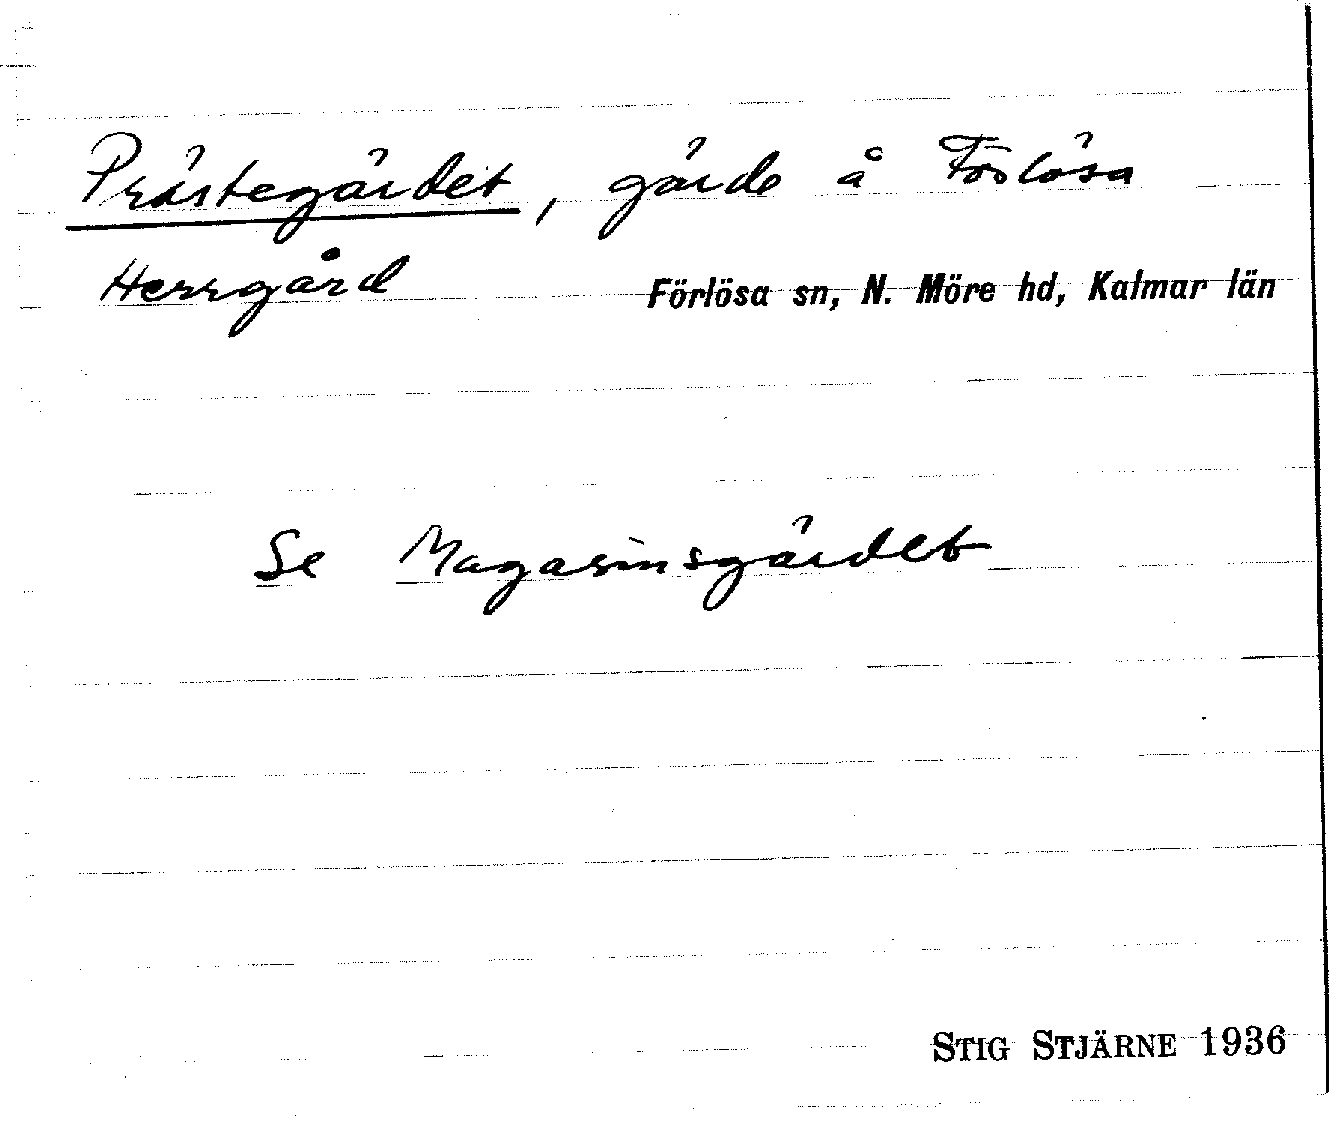 Prästegärdet, gärde å Förlösa
Herrgård Förlösa sn, N. Möre hd, Kalmar län
Se Magasinsgärdet
STIG STJÄRNE 1936